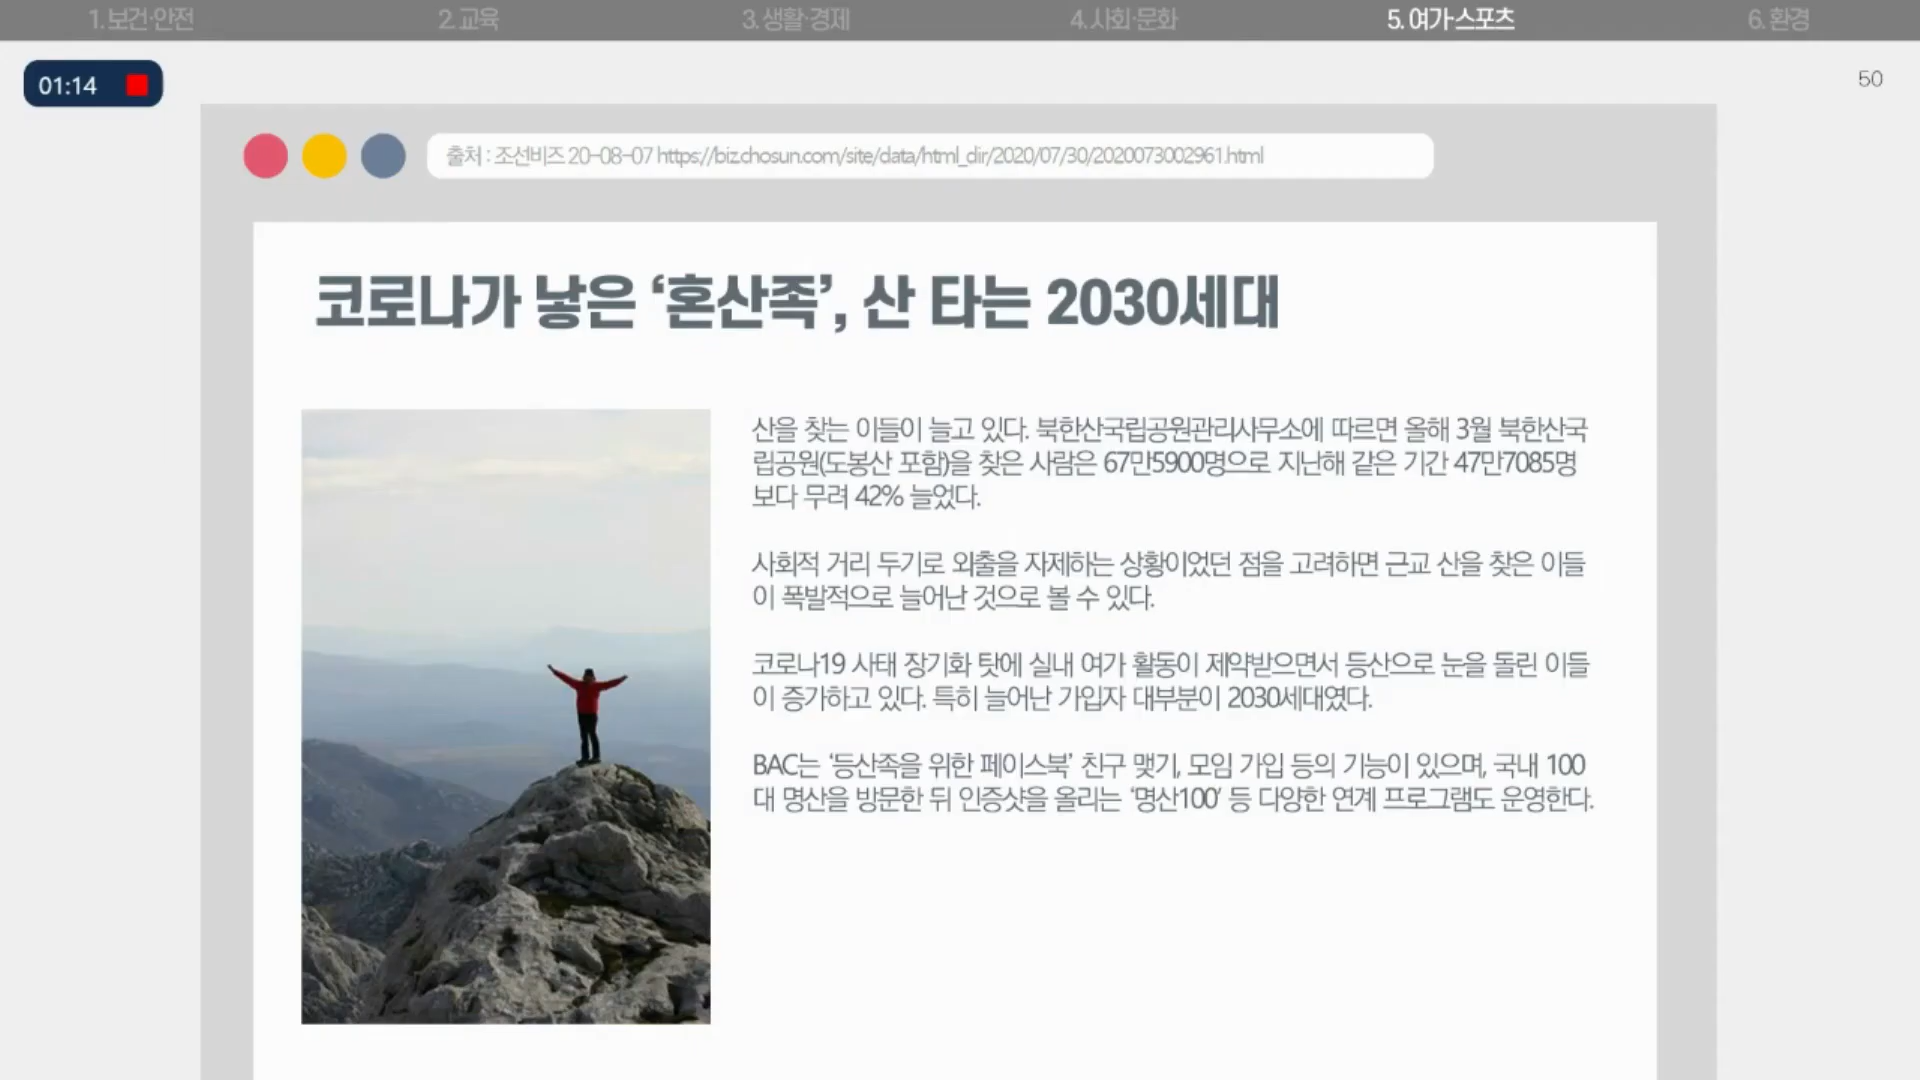 1. 보건·안전 2. 교육 3. 생활·경제 4. 사회·문화 5. 여가·스포츠 6. 환경
01:14
50
출처 : 조선비즈 20-08-07 https://biz.chosun.com/site/data/html_dir/2020/07/30/2020073002961.html
코로나가 낳은 ‘혼산족’, 산 타는 2030세대
산을 찾는 이들이 늘고 있다. 북한산국립공원관리사무소에 따르면 올해 3월 북한산국
립공원(도봉산 포함)을 찾은 사람은 67만5900명으로 지난해 같은 기간 47만7085명
보다 무려 42% 늘었다.
사회적 거리 두기로 외출을 자제하는 상황이었던 점을 고려하면 근교 산을 찾은 이들
이 폭발적으로 늘어난 것으로 볼 수 있다.
코로나19 사태 장기화 탓에 실내 여가 활동이 제약받으면서 등산으로 눈을 돌린 이들
이 증가하고 있다. 특히 늘어난 가입자 대부분이 2030세대였다.
BAC는 ‘등산족을 위한 페이스북’ 친구 맺기, 모임 가입 등의 기능이 있으며, 국내 100
대 명산을 방문한 뒤 인증샷을 올리는 ‘명산100’ 등 다양한 연계 프로그램도 운영한다.